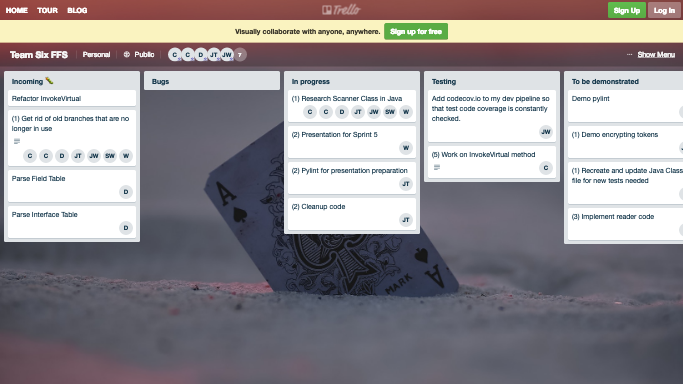 HOME TOUR BLOG Trello Sign Up Log In
Visually collaborate with anyone, anywhere. Sign up for free
Team Six FFS Personal Public C C D JT JW 7 ... Show Menu
Incoming
Refactor InvokeVirtual
(1) Get rid of old branches that are no
longer in use
C C D JT JW SW W
Parse Field Table
D
Parse Interface Table
D
Bugs
In progress
(1) Research Scanner Class in Java
C C D JT JW SW W
(2) Presentation for Sprint 5
W
(2) Pylint for presentation preparation
JT
(2) Cleanup code
JT
Testing
Add codecov.io to my dev pipeline so
that test code coverage is constantly
checked.
JW
(5) Work on InvokeVirtual method
C
To be demonstrated
Demo pylint
(1) Demo encrypting tokens
(1) Recreate and update Java Class
file for new tests needed
(3) Implement reader code
A
MARK
A